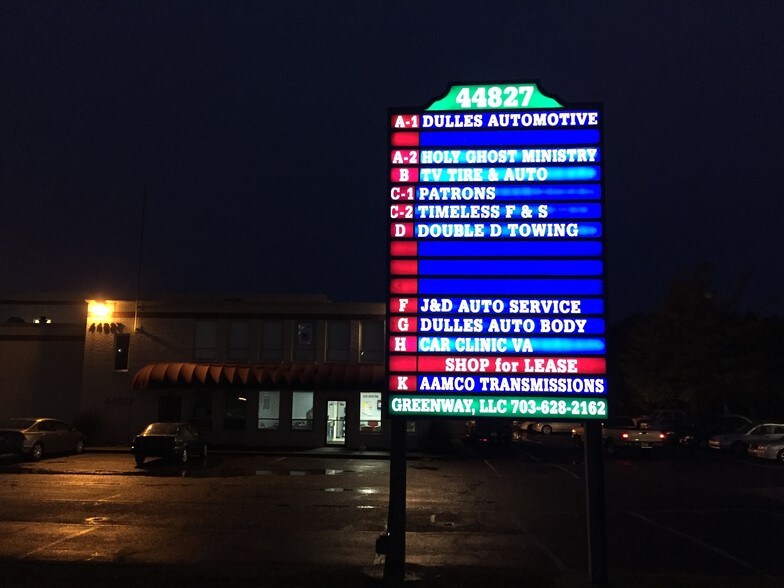 44827
A-1 DULLES AUTOMOTIVE
A-2 HOLY GHOST MINISTRY
B TV TIRE & AUTO
C-1 PATRONS
C-2 TIMELESS F & S
D DOUBLE D TOWING
F J&D AUTO SERVICE
G DULLES AUTO BODY
H CAR CLINIC VA
SHOP for LEASE
K AAMCO TRANSMISSIONS
GREENWAY, LLC 703-628-2162